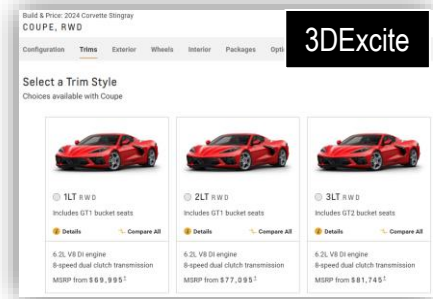 Build & Price: 2024 Corvette Stingray
COUPE, RWD
3DExcite
Configuration Trims Exterior Wheels Interior Packages
Select a Trim Style
Choices available with Coupe
1LT RWD
Includes GT1 bucket seats
Details Compare All
6.2L V8 DI engine
8-speed dual clutch transmission
MSRP from $69,995‡
2LT RWD
Includes GT1 bucket seats
Details Compare All
6.2L V8 DI engine
8-speed dual clutch transmission
MSRP from $77,095‡
3LT RWD
Includes GT2 bucket seats
Details Compare All
6.2L V8 DI engine
8-speed dual clutch transmission
MSRP from $81,745‡